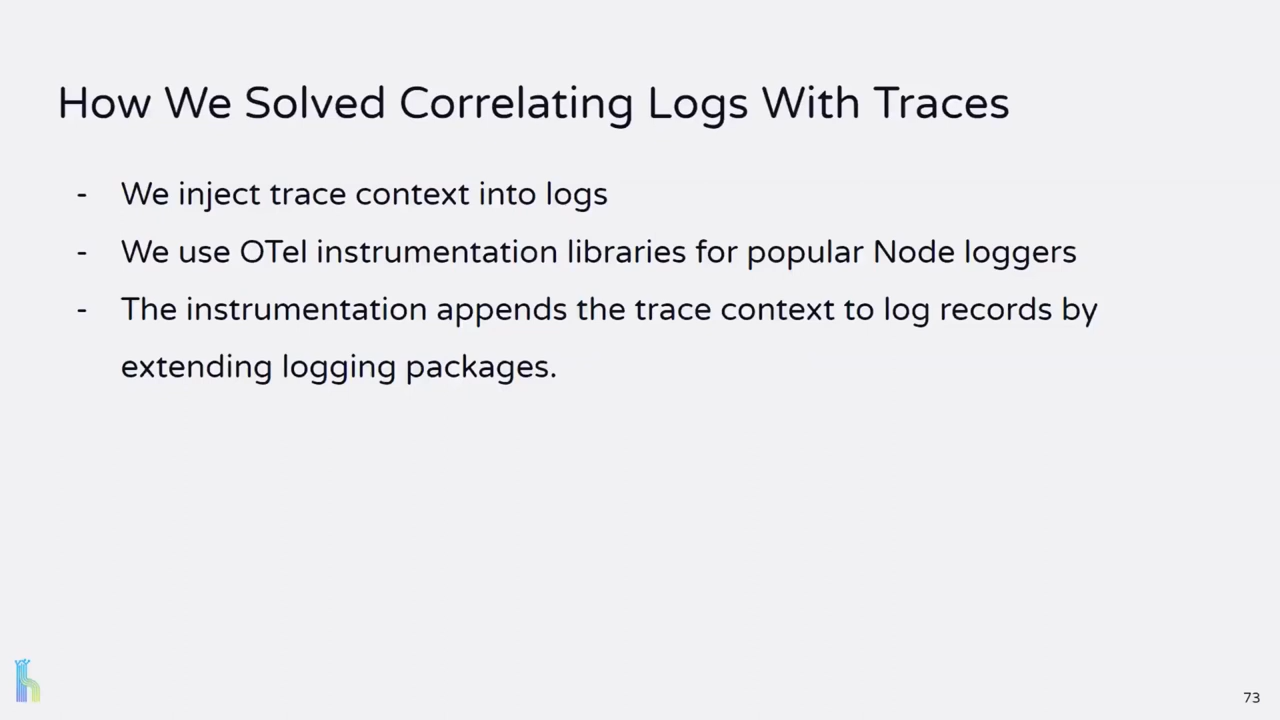 How We Solved Correlating Logs With Traces
- We inject trace context into logs
- We use OTel instrumentation libraries for popular Node loggers
- The instrumentation appends the trace context to log records by
extending logging packages.
73